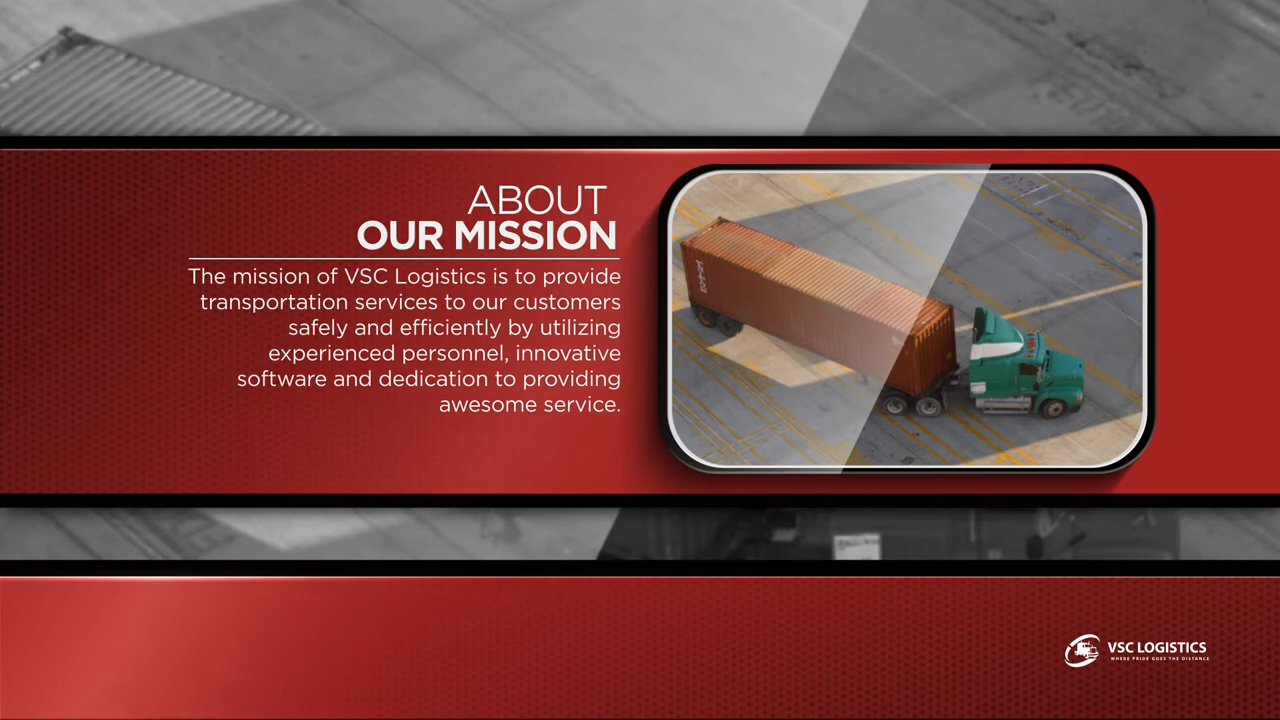 ABOUT
OUR MISSION
The mission of VSC Logistics is to provide
transportation services to our customers
safely and efficiently by utilizing
experienced personnel, innovative
software and dedication to providing
awesome service.
VSC LOGISTICS
WHERE PRIDE GOES THE DISTANCE